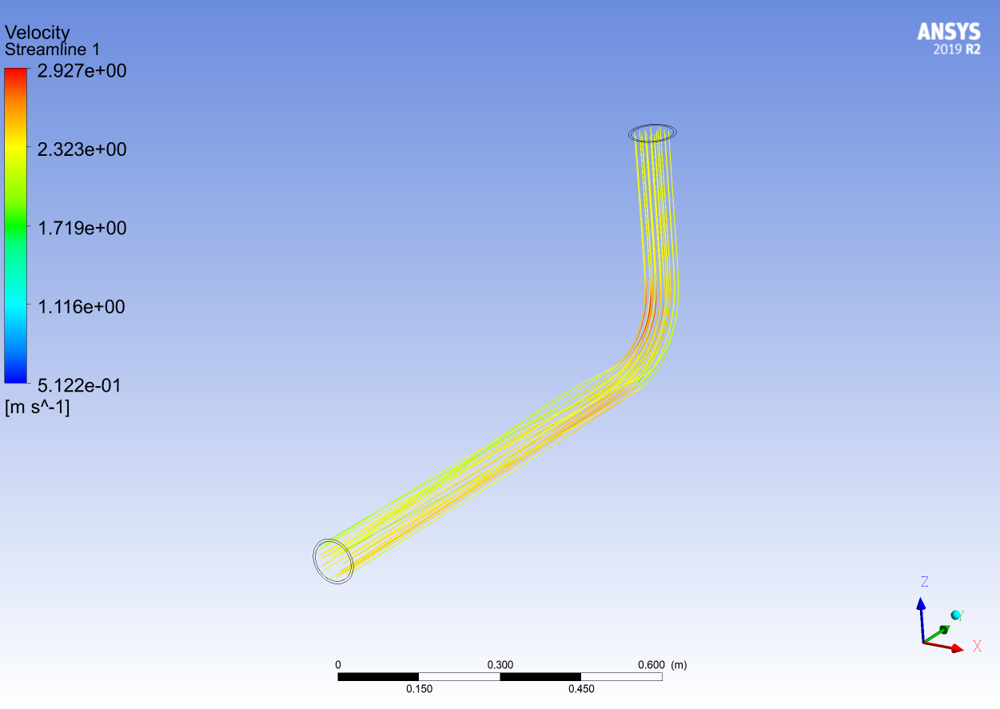 Velocity
Streamline 1
2.927e+00
2.323e+00
1.719e+00
1.116e+00
5.122e-01
[m s^-1]
ANSYS
2019 R2
Z
Y
X
0 0.300 0.600 (m)
0.150 0.450